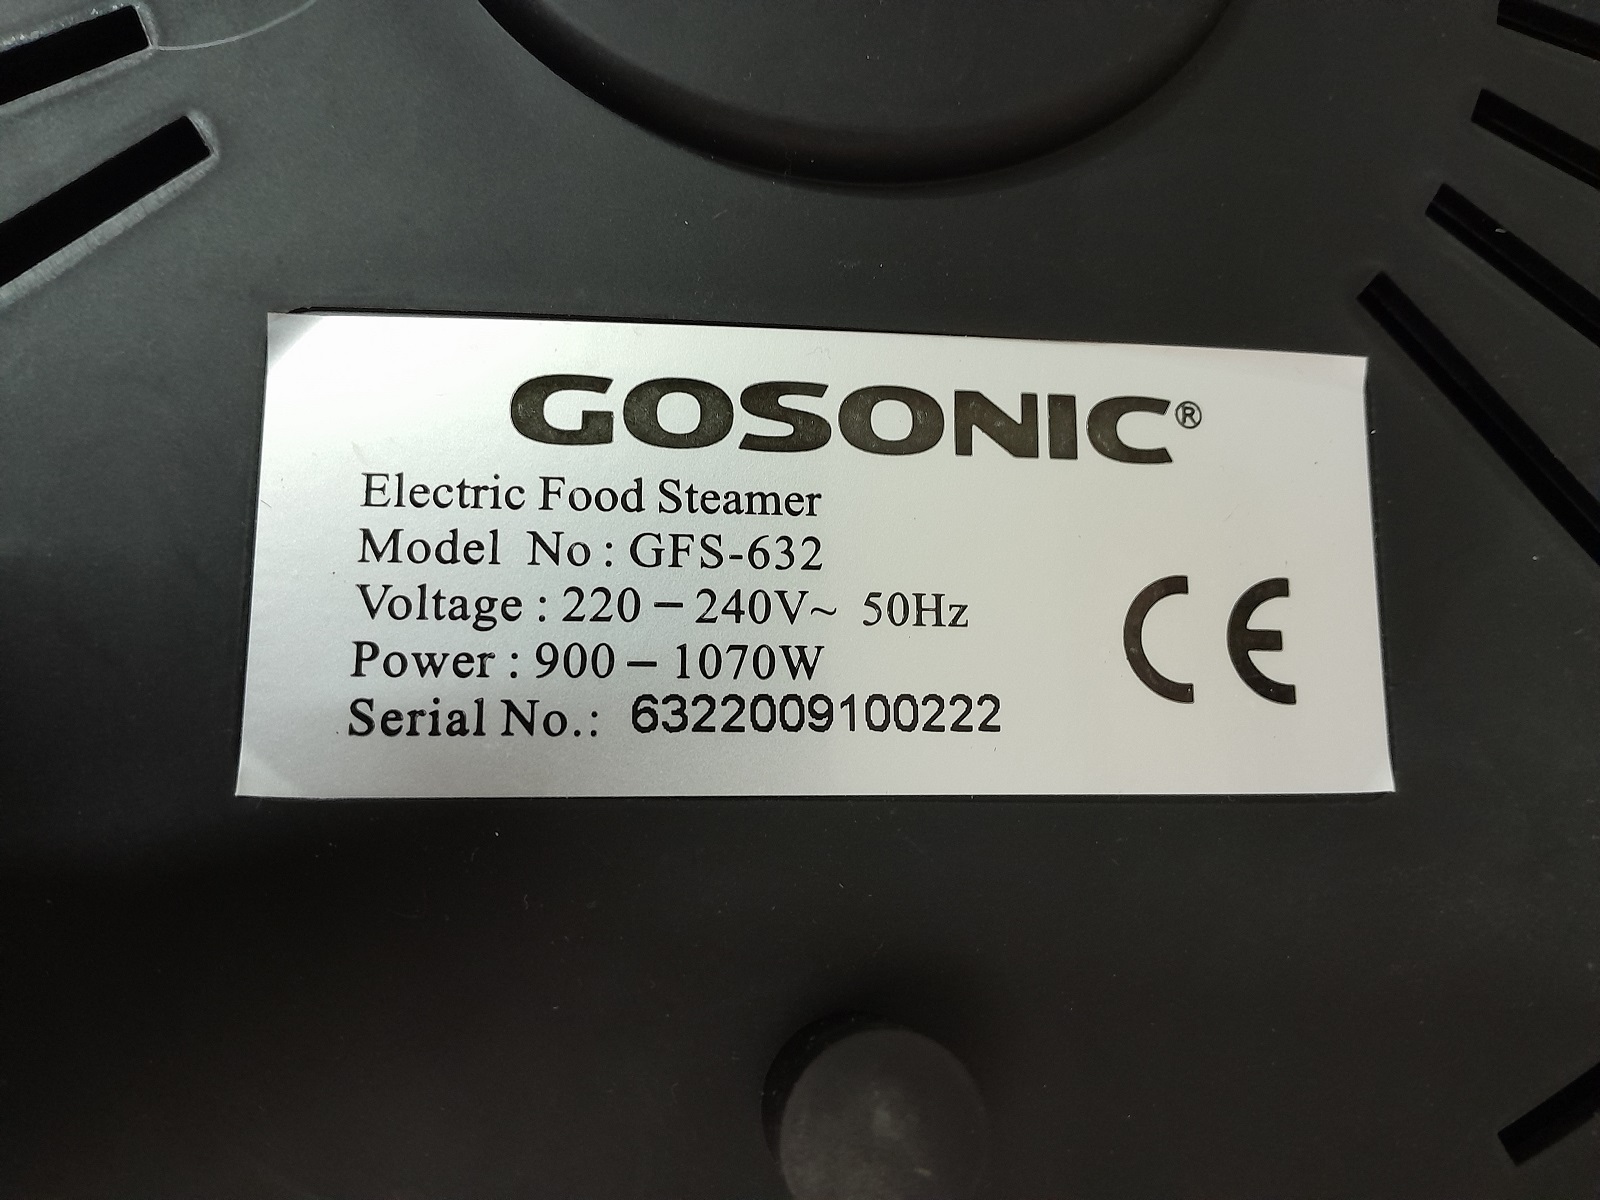 GOSONIC®
Electric Food Steamer
Model No : GFS-632
Voltage : 220 – 240V~ 50Hz
Power : 900 – 1070W
Serial No.: 6322009100222
CE